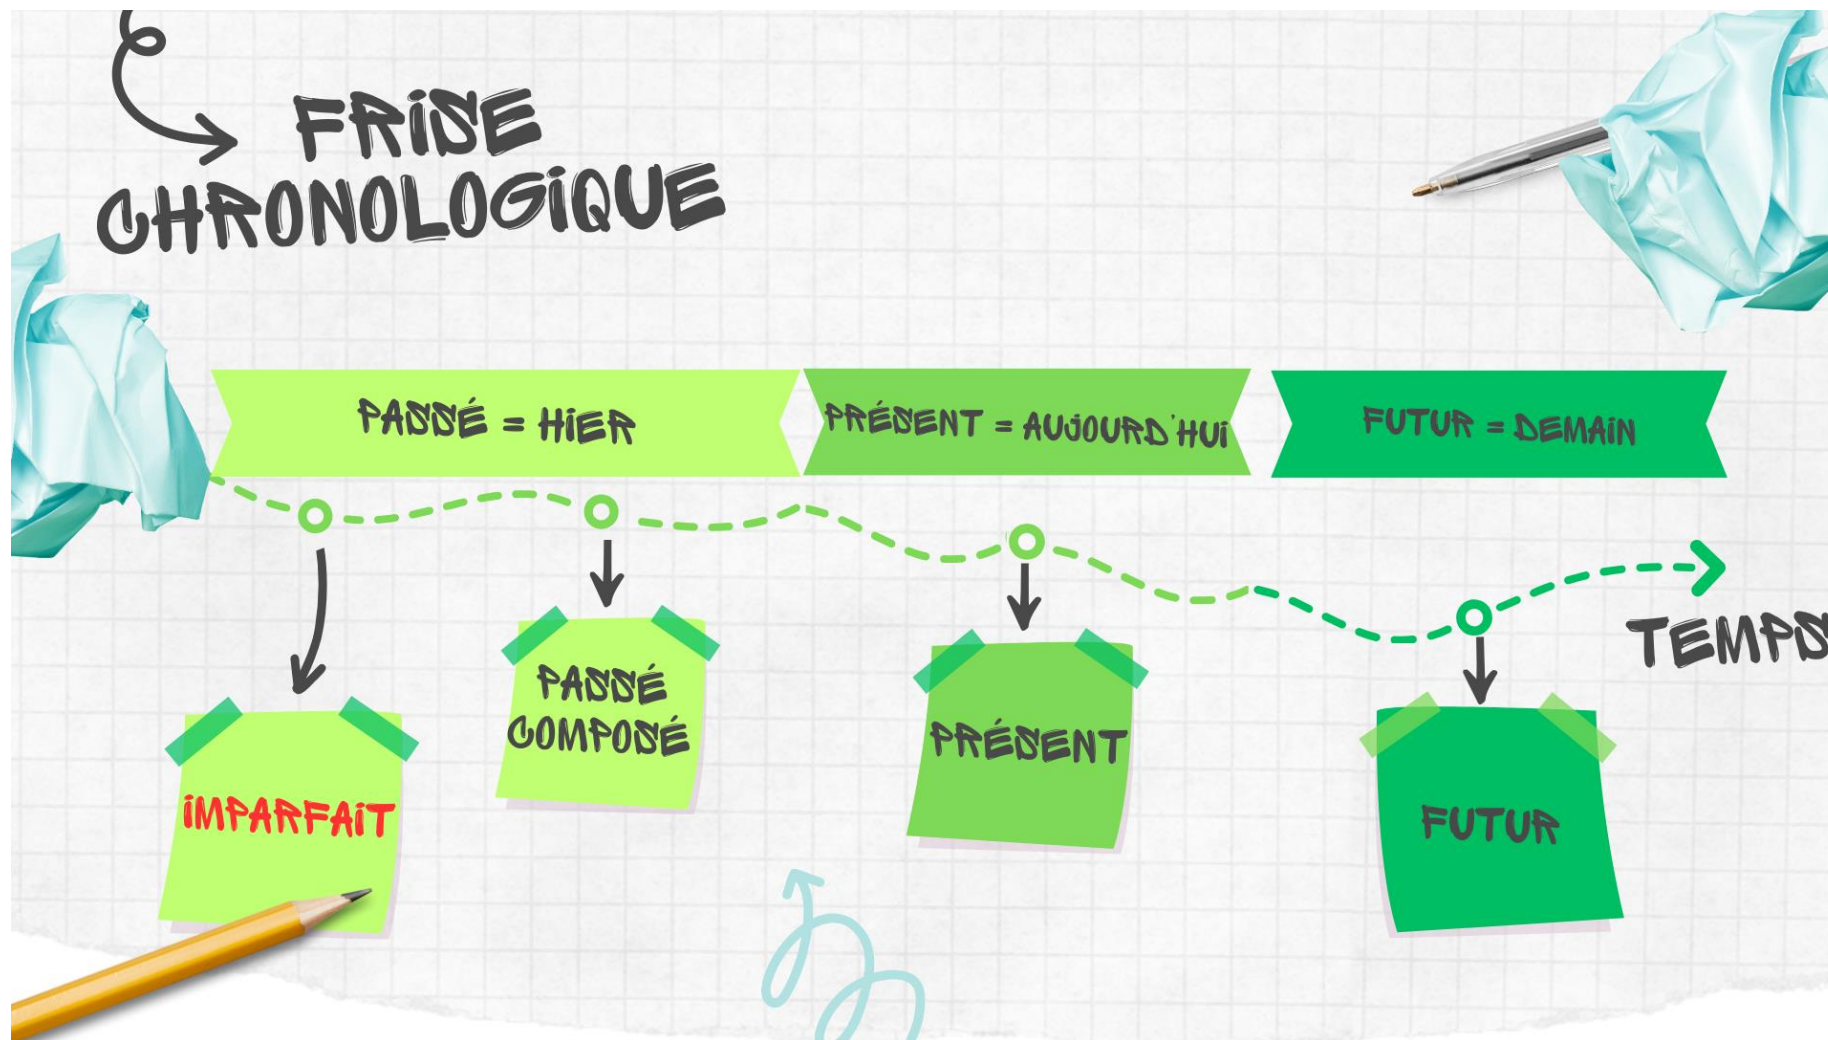 FRISE
CHRONOLOGIQUE
PASSÉ = HIER
PRÉSENT = AUJOURD'HUI
FUTUR = DEMAIN
TEMPS
PASSÉ
COMPOSÉ
PRÉSENT
IMPARFAIT
FUTUR